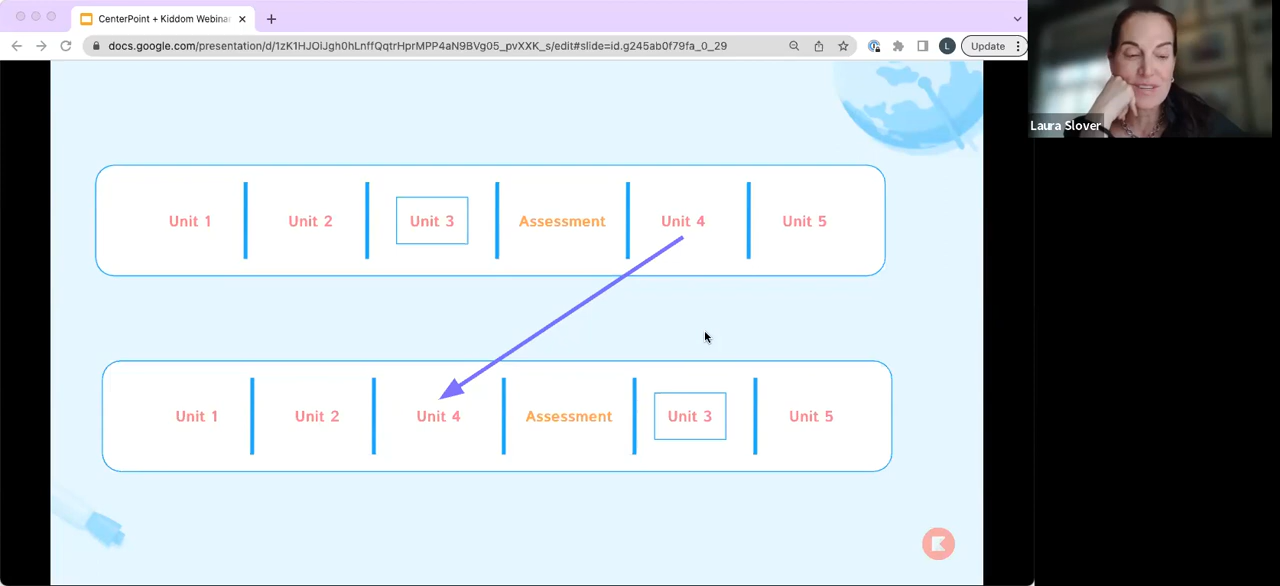 CenterPoint + Kiddom Webinar
docs.google.com/presentation/d/1zK1HJOiJgh0hLnffQqtrHprMPP4aN9BVg05_pvXXK_s/edit#slide=id.g245ab0f79fa_0_29
L
Update
Laura Slover
Unit 1 Unit 2 Unit 3 Assessment Unit 4 Unit 5
Unit 1 Unit 2 Unit 4 Assessment Unit 3 Unit 5